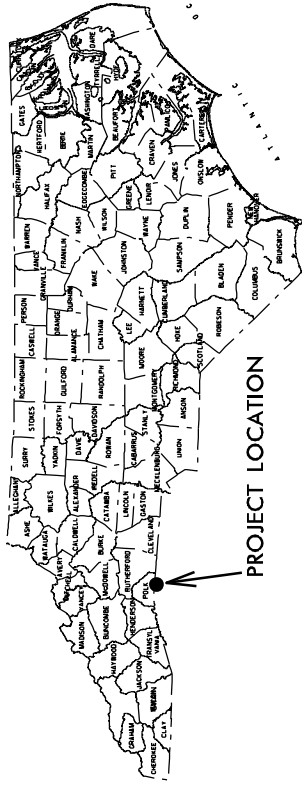 CHEROKEE
GRAHAM
CLAY
SWAIN
MACON
JACKSON
HAYWOOD
TRANSYL
VANIA
MADISON
BUNCOMBE
HENDERSON
YANCEY
MITCHELL
McDOWELL
RUTHERFORD
POLK
AVERY
BURKE
CLEVELAND
WATAUGA
CALDWELL
ASHE
ALLEGHANY
WILKES
ALEXANDER
CATAWBA
LINCOLN
GASTON
IREDELL
MECKLENBURG
SURRY
YADKIN
DAVIE
ROWAN
CABARRUS
STANLY
UNION
STOKES
FORSYTH
DAVIDSON
ANSON
ROCKINGHAM
GUILFORD
RANDOLPH
MONTGOMERY
RICHMOND
CASWELL
ALAMANCE
CHATHAM
MOORE
SCOTLAND
PERSON
ORANGE
DURHAM
LEE
HOKE
ROBESON
GRANVILLE
VANCE
WAKE
HARNETT
CUMBERLAND
BLADEN
COLUMBUS
WARREN
FRANKLIN
JOHNSTON
SAMPSON
BRUNSWICK
HALIFAX
NASH
WILSON
WAYNE
DUPLIN
PENDER
NEW
HANOVER
NORTHAMPTON
EDGECOMBE
GREENE
LENOIR
JONES
ONSLOW
GATES
HERTFORD
BERTIE
MARTIN
PITT
CRAVEN
CARTERET
WASHINGTON
BEAUFORT
PAMLICO
TYRRELL
HYDE
DARE
ATLANTIC
PROJECT LOCATION